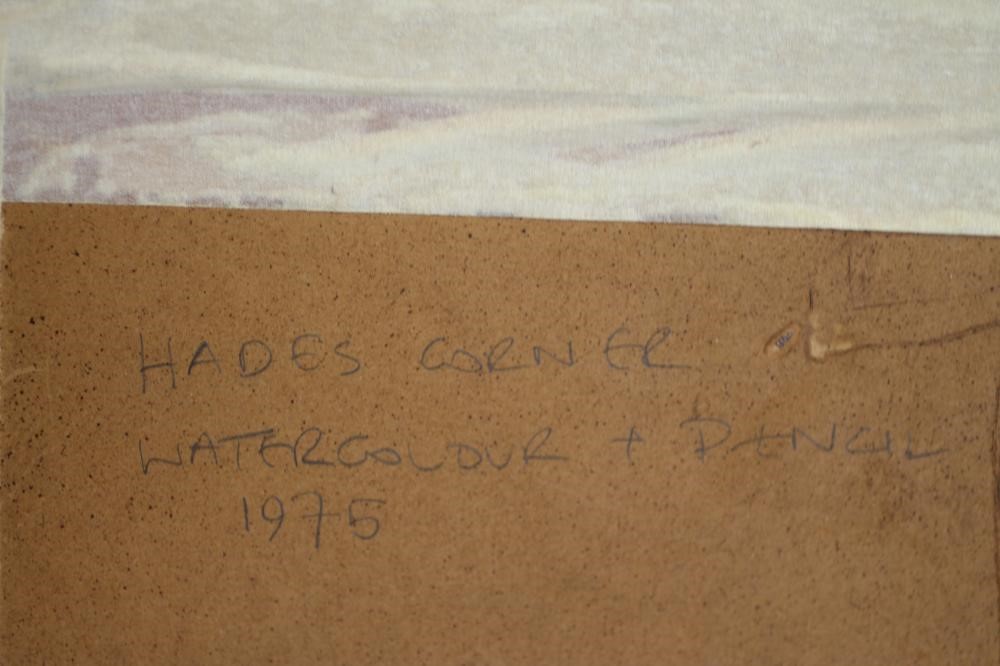 HADES CORNER
WATERCOLOUR + PENCIL
1975